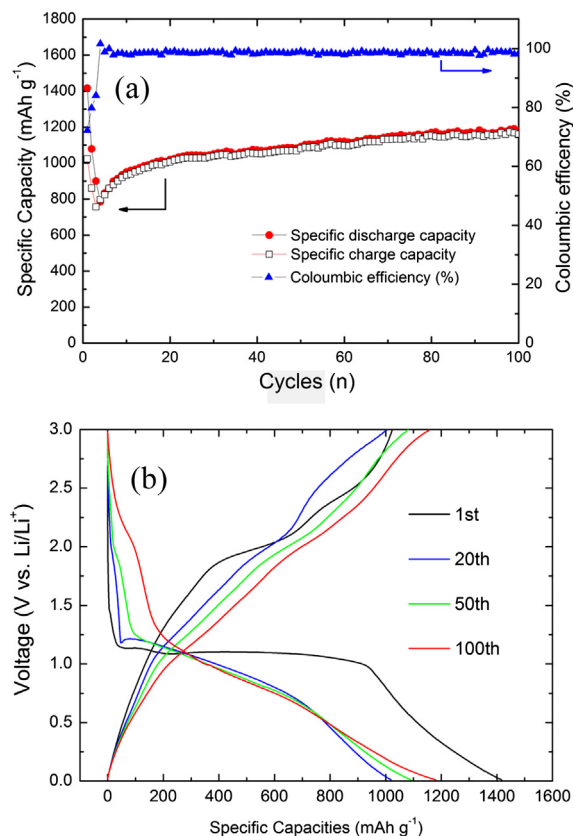 (a)
Specific Capacity (mAh g-1)
1800
1600
1400
1200
1000
800
600
400
200
0
100
80
60
40
20
0
Coloumbic efficency (%)
Specific discharge capacity
Specific charge capacity
Coloumbic efficiency (%)
0 20 40 60 80 100
Cycles (n)
(b)
Voltage (V vs. Li/Li+)
3.0
2.5
2.0
1.5
1.0
0.5
0.0
1st
20th
50th
100th
0 200 400 600 800 1000 1200 1400 1600
Specific Capacities (mAh g-1)